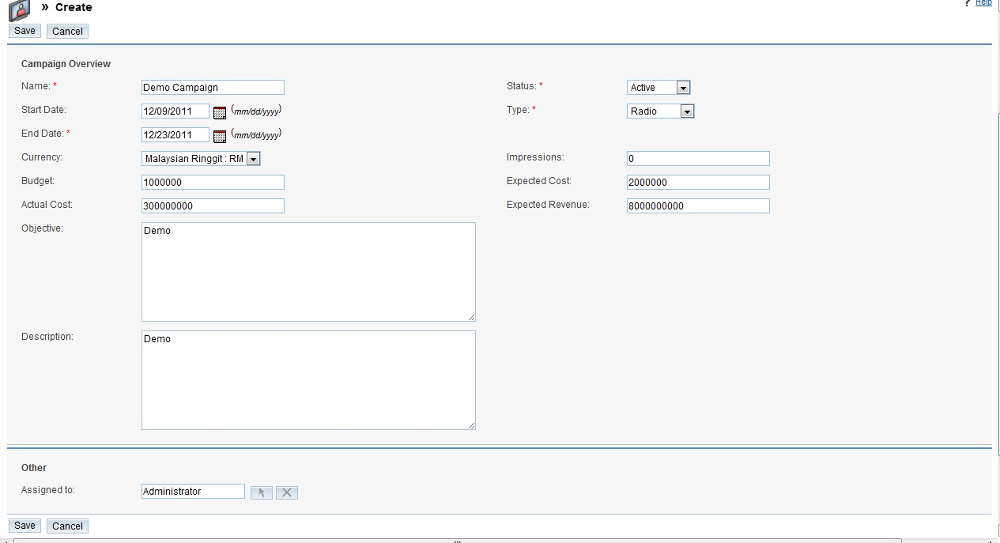 » Create
? Help
Save Cancel
Campaign Overview
Name: * Demo Campaign Status: * Active
Start Date: 12/09/2011 (mm/dd/yyyy) Type: * Radio
End Date: * 12/23/2011 (mm/dd/yyyy)
Currency: Malaysian Ringgit : RM Impressions: 0
Budget: 1000000 Expected Cost: 2000000
Actual Cost: 300000000 Expected Revenue: 8000000000
Objective: Demo
Description: Demo
Other
Assigned to: Administrator
Save Cancel